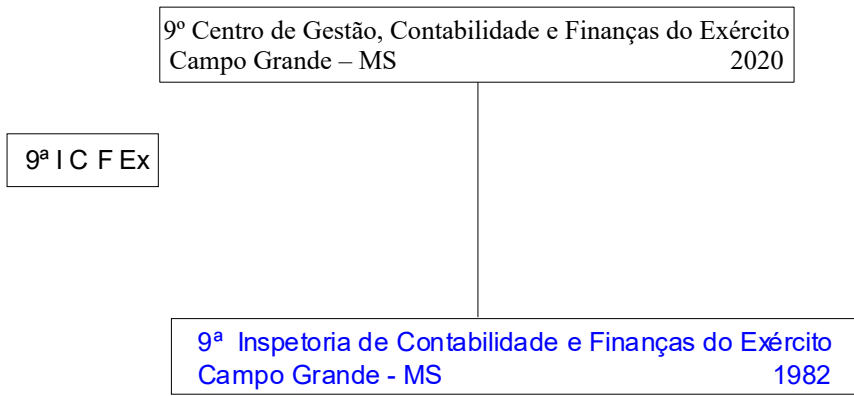 9º Centro de Gestão, Contabilidade e Finanças do Exército
Campo Grande – MS 2020
9ª I C F Ex
9ª Inspetoria de Contabilidade e Finanças do Exército
Campo Grande - MS 1982